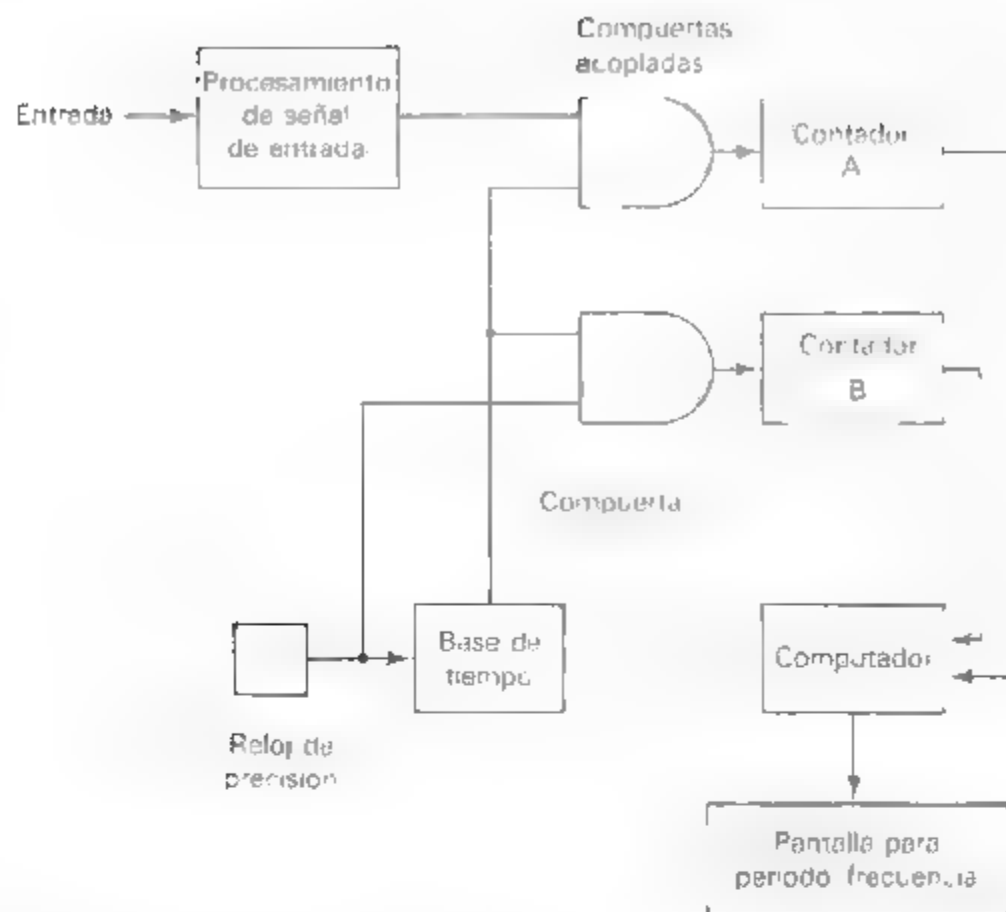 Compuertas
acopladas
Entrada
Procesamiento
de señal
de entrada
Contador
A
Contador
B
Compuerta
Base de
tiempo
Computador
Reloj de
precisión
Pantalla para
periodo frecuencia